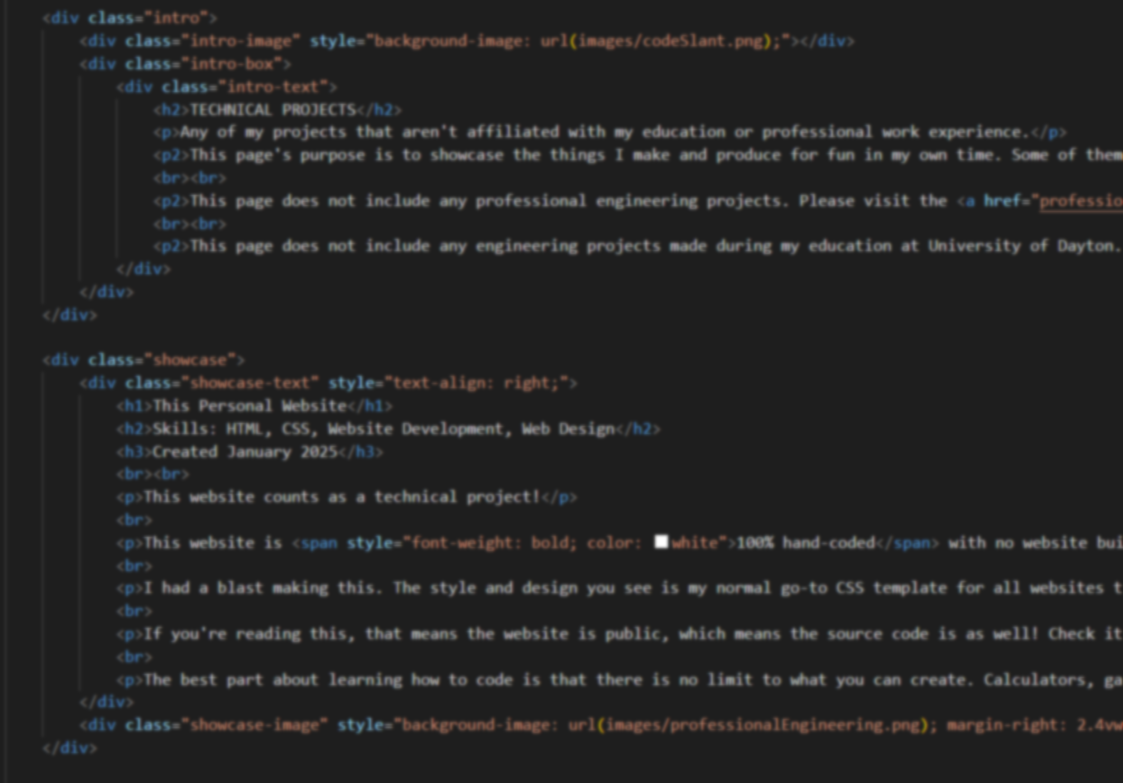 <div class="intro">
<div class="intro-image" style="background-image: url(images/codeSlant.png);"></div>
<div class="intro-box">
<div class="intro-text">
<h2>TECHNICAL PROJECTS</h2>
<p>Any of my projects that aren't affiliated with my education or professional work experience.</p>
<p2>This page's purpose is to showcase the things I make and produce for fun in my own time. Some of them
<br><br>
<p2>This page does not include any professional engineering projects. Please visit the <a href="professio
<br><br>
<p2>This page does not include any engineering projects made during my education at University of Dayton.
</div>
</div>
</div>
<div class="showcase">
<div class="showcase-text" style="text-align: right;">
<h1>This Personal Website</h1>
<h2>Skills: HTML, CSS, Website Development, Web Design</h2>
<h3>Created January 2025</h3>
<br><br>
<p>This website counts as a technical project!</p>
<br>
<p>This website is <span style="font-weight: bold; color: white">100% hand-coded</span> with no website bui
<br>
<p>I had a blast making this. The style and design you see is my normal go-to CSS template for all websites t
<br>
<p>If you're reading this, that means the website is public, which means the source code is as well! Check it
<br>
<p>The best part about learning how to code is that there is no limit to what you can create. Calculators, ga
</div>
<div class="showcase-image" style="background-image: url(images/professionalEngineering.png); margin-right: 2.4vw
</div>